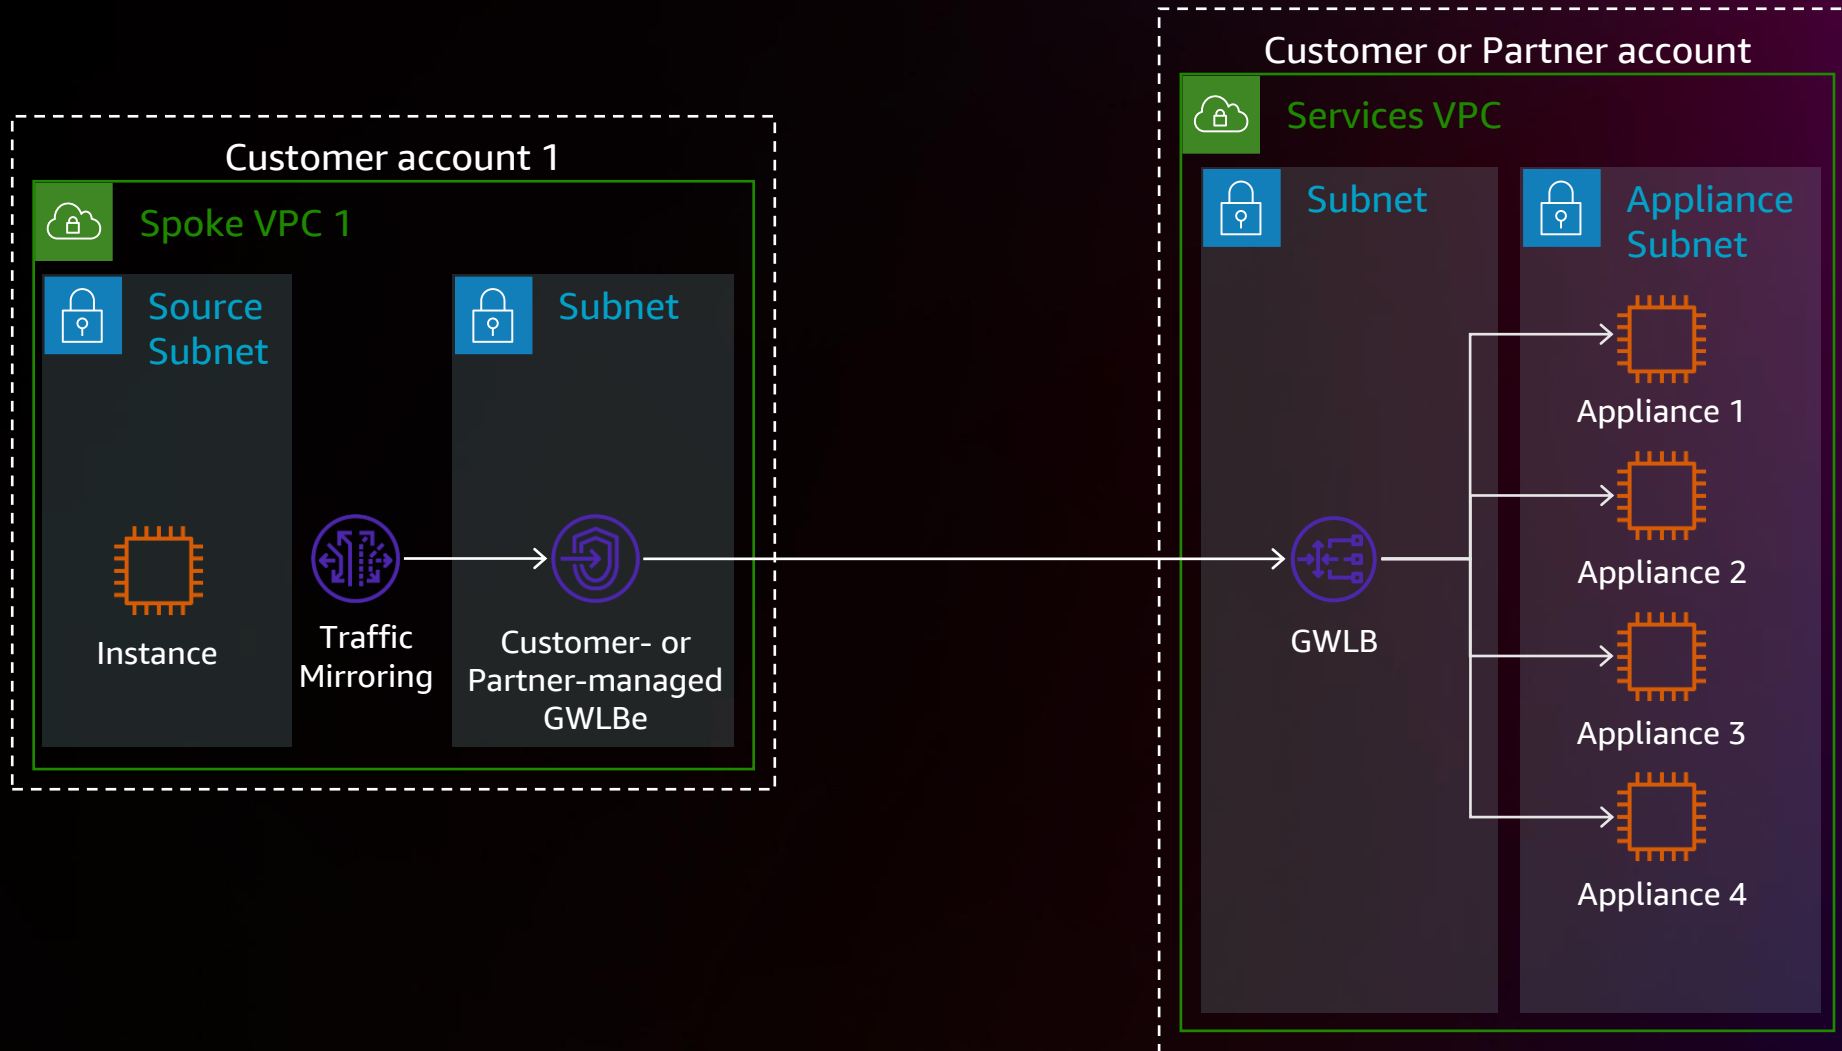 Customer account 1
Spoke VPC 1
Source
Subnet
Subnet
Instance
Traffic
Mirroring
Customer- or
Partner-managed
GWLBe
Customer or Partner account
Services VPC
Subnet
Appliance
Subnet
GWLB
Appliance 1
Appliance 2
Appliance 3
Appliance 4